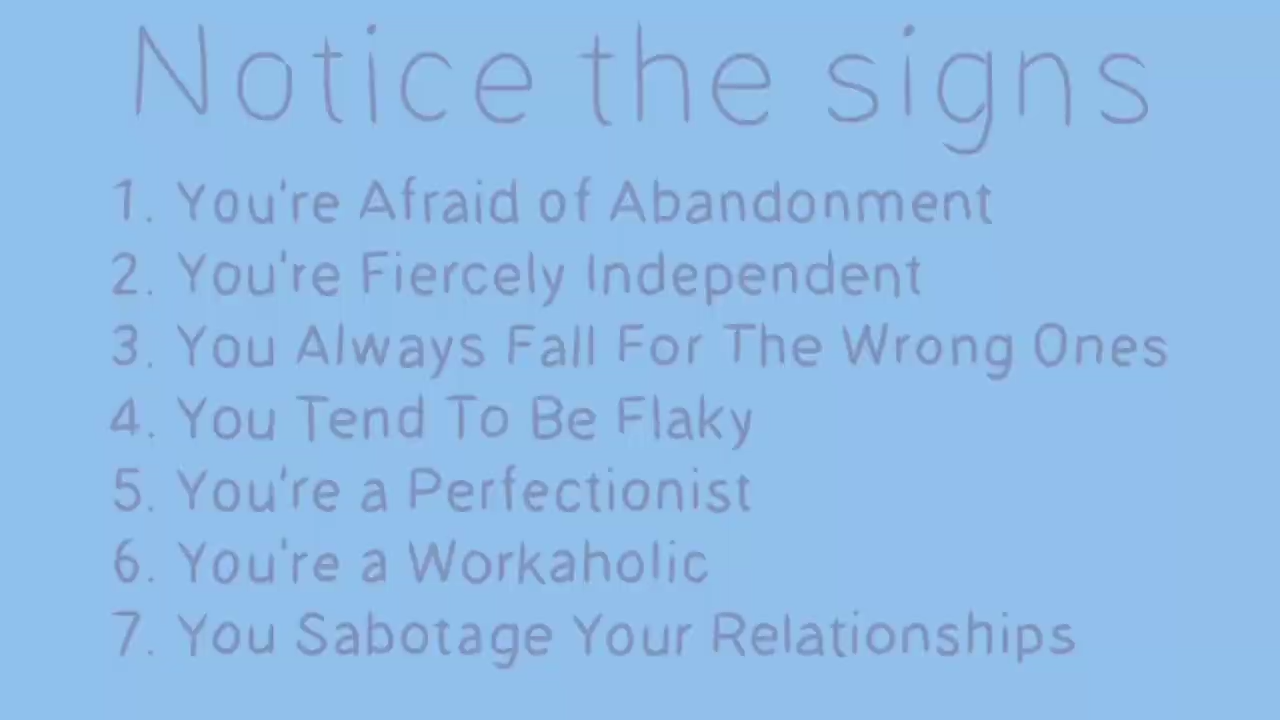 Notice the signs
1. You're Afraid of Abandonment
2. You're Fiercely Independent
3. You Always Fall For The Wrong Ones
4. You Tend To Be Flaky
5. You're a Perfectionist
6. You're a Workaholic
7. You Sabotage Your Relationships